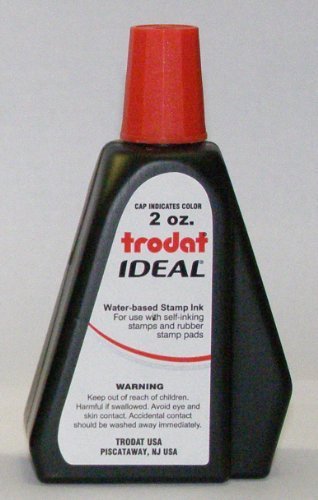 CAP INDICATES COLOR
2 oz.
trodat
IDEAL®
Water-based Stamp Ink
For use with self-inking
stamps and rubber
stamp pads
WARNING
Keep out of reach of children.
Harmful if swallowed. Avoid eye and
skin contact. Accidental contact
should be washed away immediately.
TRODAT USA
PISCATAWAY, NJ USA